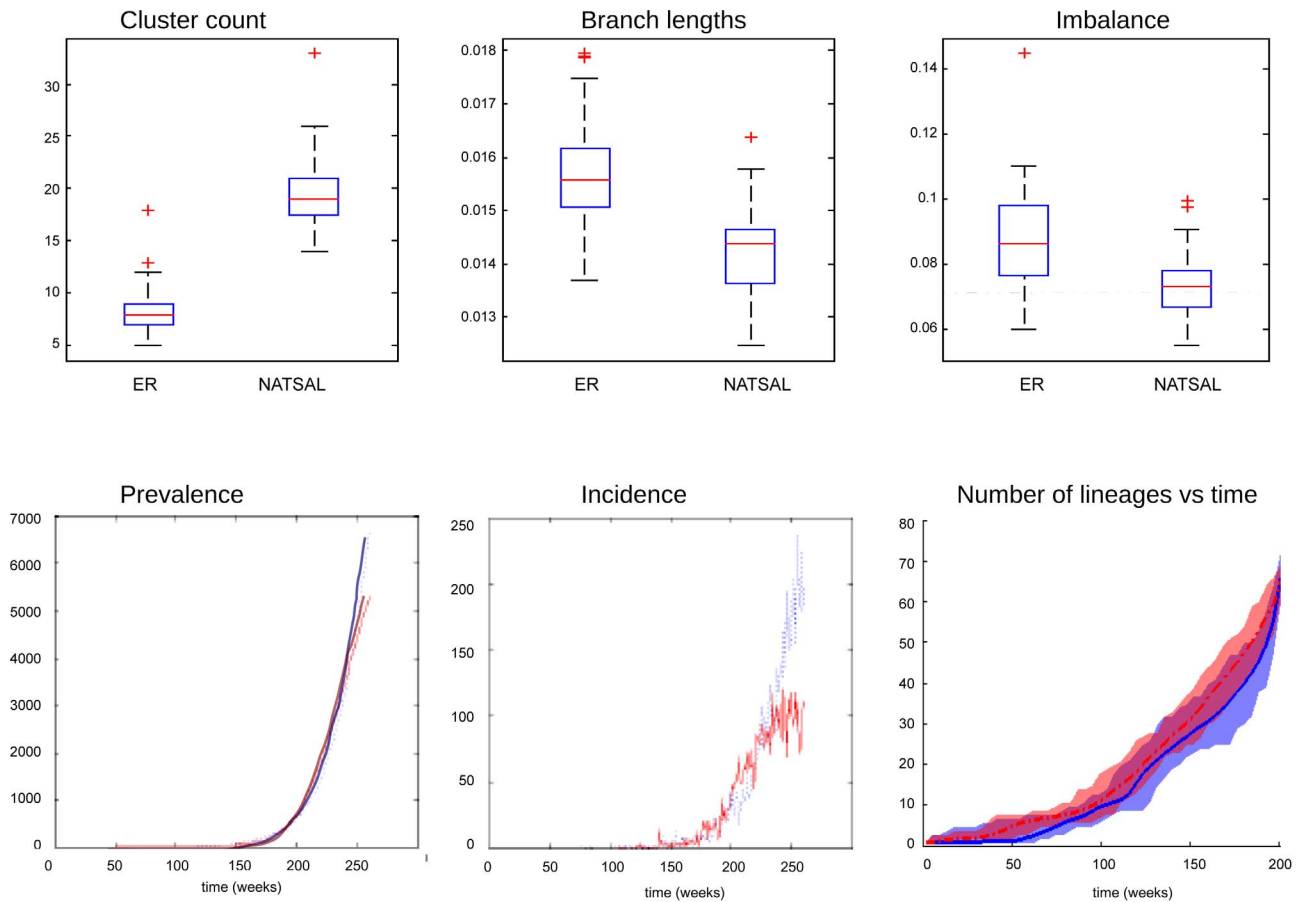 Cluster count
Branch lengths
Imbalance
30
25
20
15
10
5
ER
NATSAL
0.018
0.017
0.016
0.015
0.014
0.013
ER
NATSAL
0.14
0.12
0.1
0.08
0.06
ER
NATSAL
Prevalence
7000
6000
5000
4000
3000
2000
1000
0
0 50 100 150 200 250
time (weeks)
Incidence
250
200
150
100
50
0
0 50 100 150 200 250
time (weeks)
Number of lineages vs time
80
70
60
50
40
30
20
10
0
0 50 100 150 200
time (weeks)